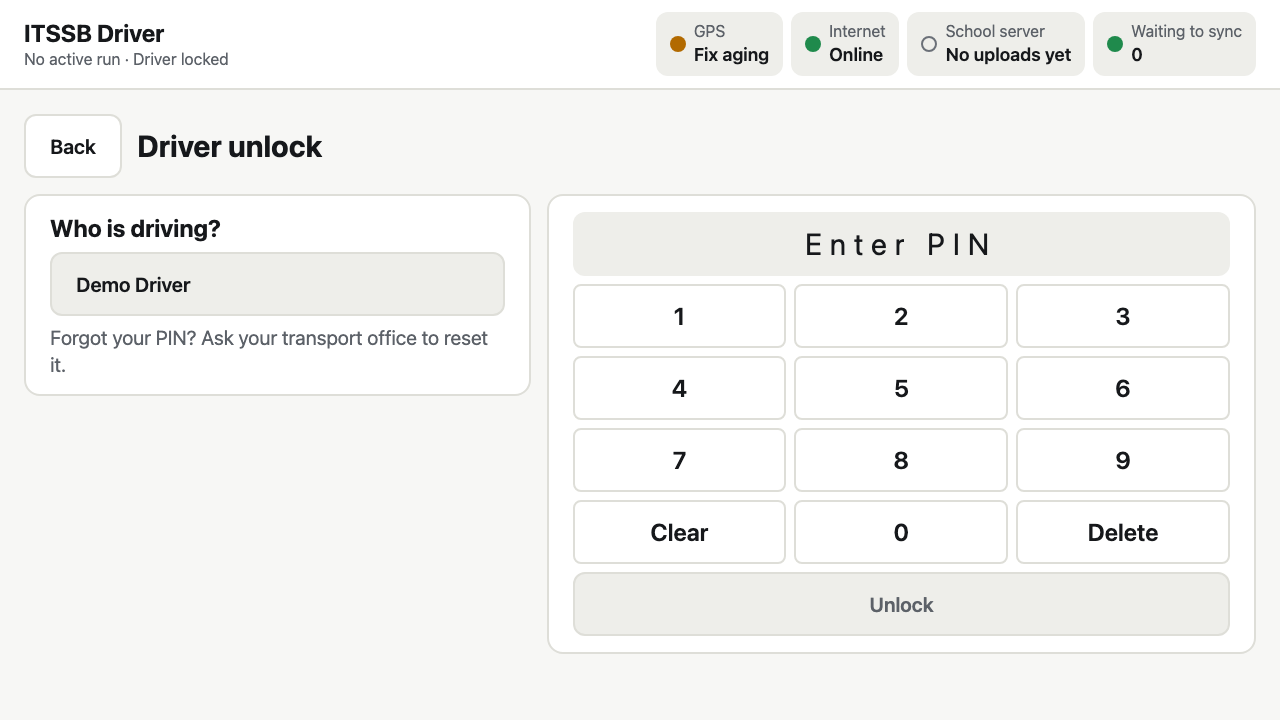 ITSSB Driver
No active run · Driver locked
GPS
Fix aging
Internet
Online
School server
No uploads yet
Waiting to sync
0
Back
Driver unlock
Who is driving?
Demo Driver
Forgot your PIN? Ask your transport office to reset
it.
Enter PIN
1 2 3
4 5 6
7 8 9
Clear 0 Delete
Unlock